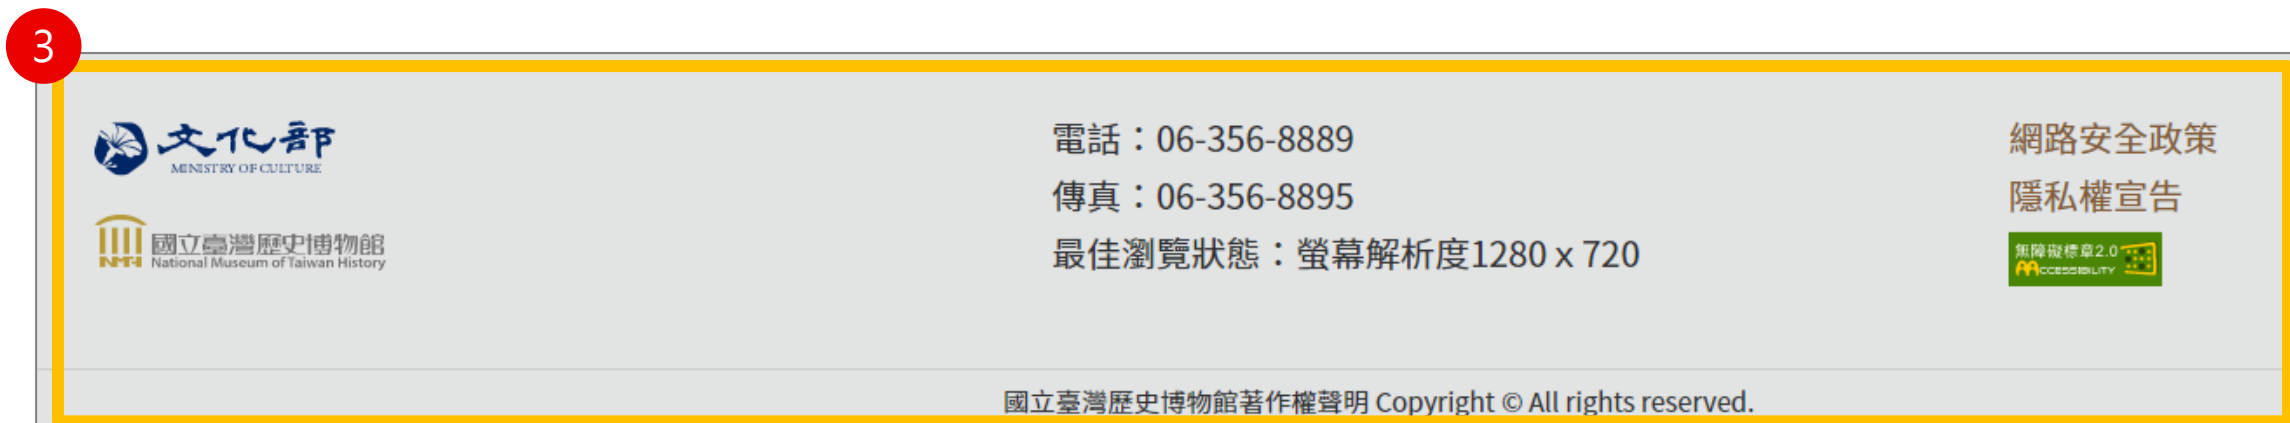 3
文化部
MINISTRY OF CULTURE
NMTH
國立臺灣歷史博物館
National Museum of Taiwan History
電話：06-356-8889
傳真：06-356-8895
最佳瀏覽狀態：螢幕解析度1280 x 720
網路安全政策
隱私權宣告
無障礙標章2.0
AACCESSIBILITY
國立臺灣歷史博物館著作權聲明 Copyright © All rights reserved.